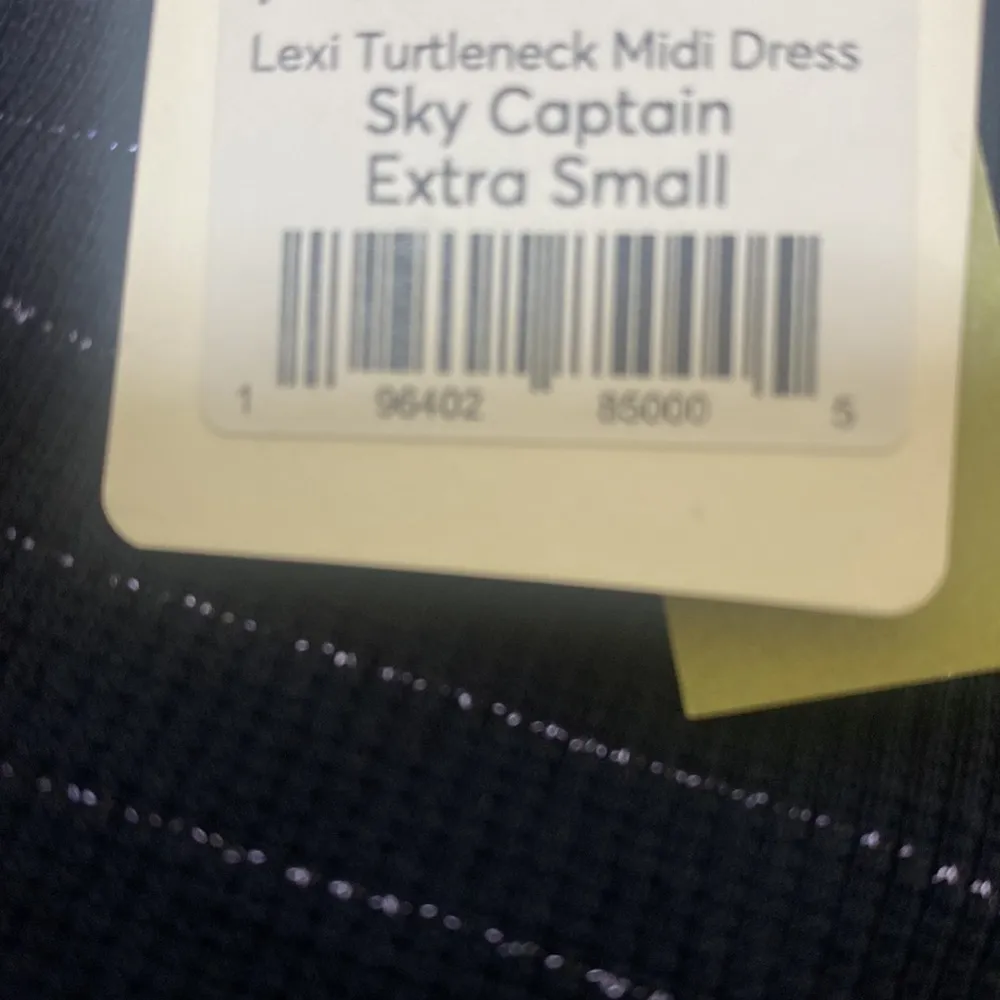 Lexi Turtleneck Midi Dress
Sky Captain
Extra Small
1 96402 85000 5